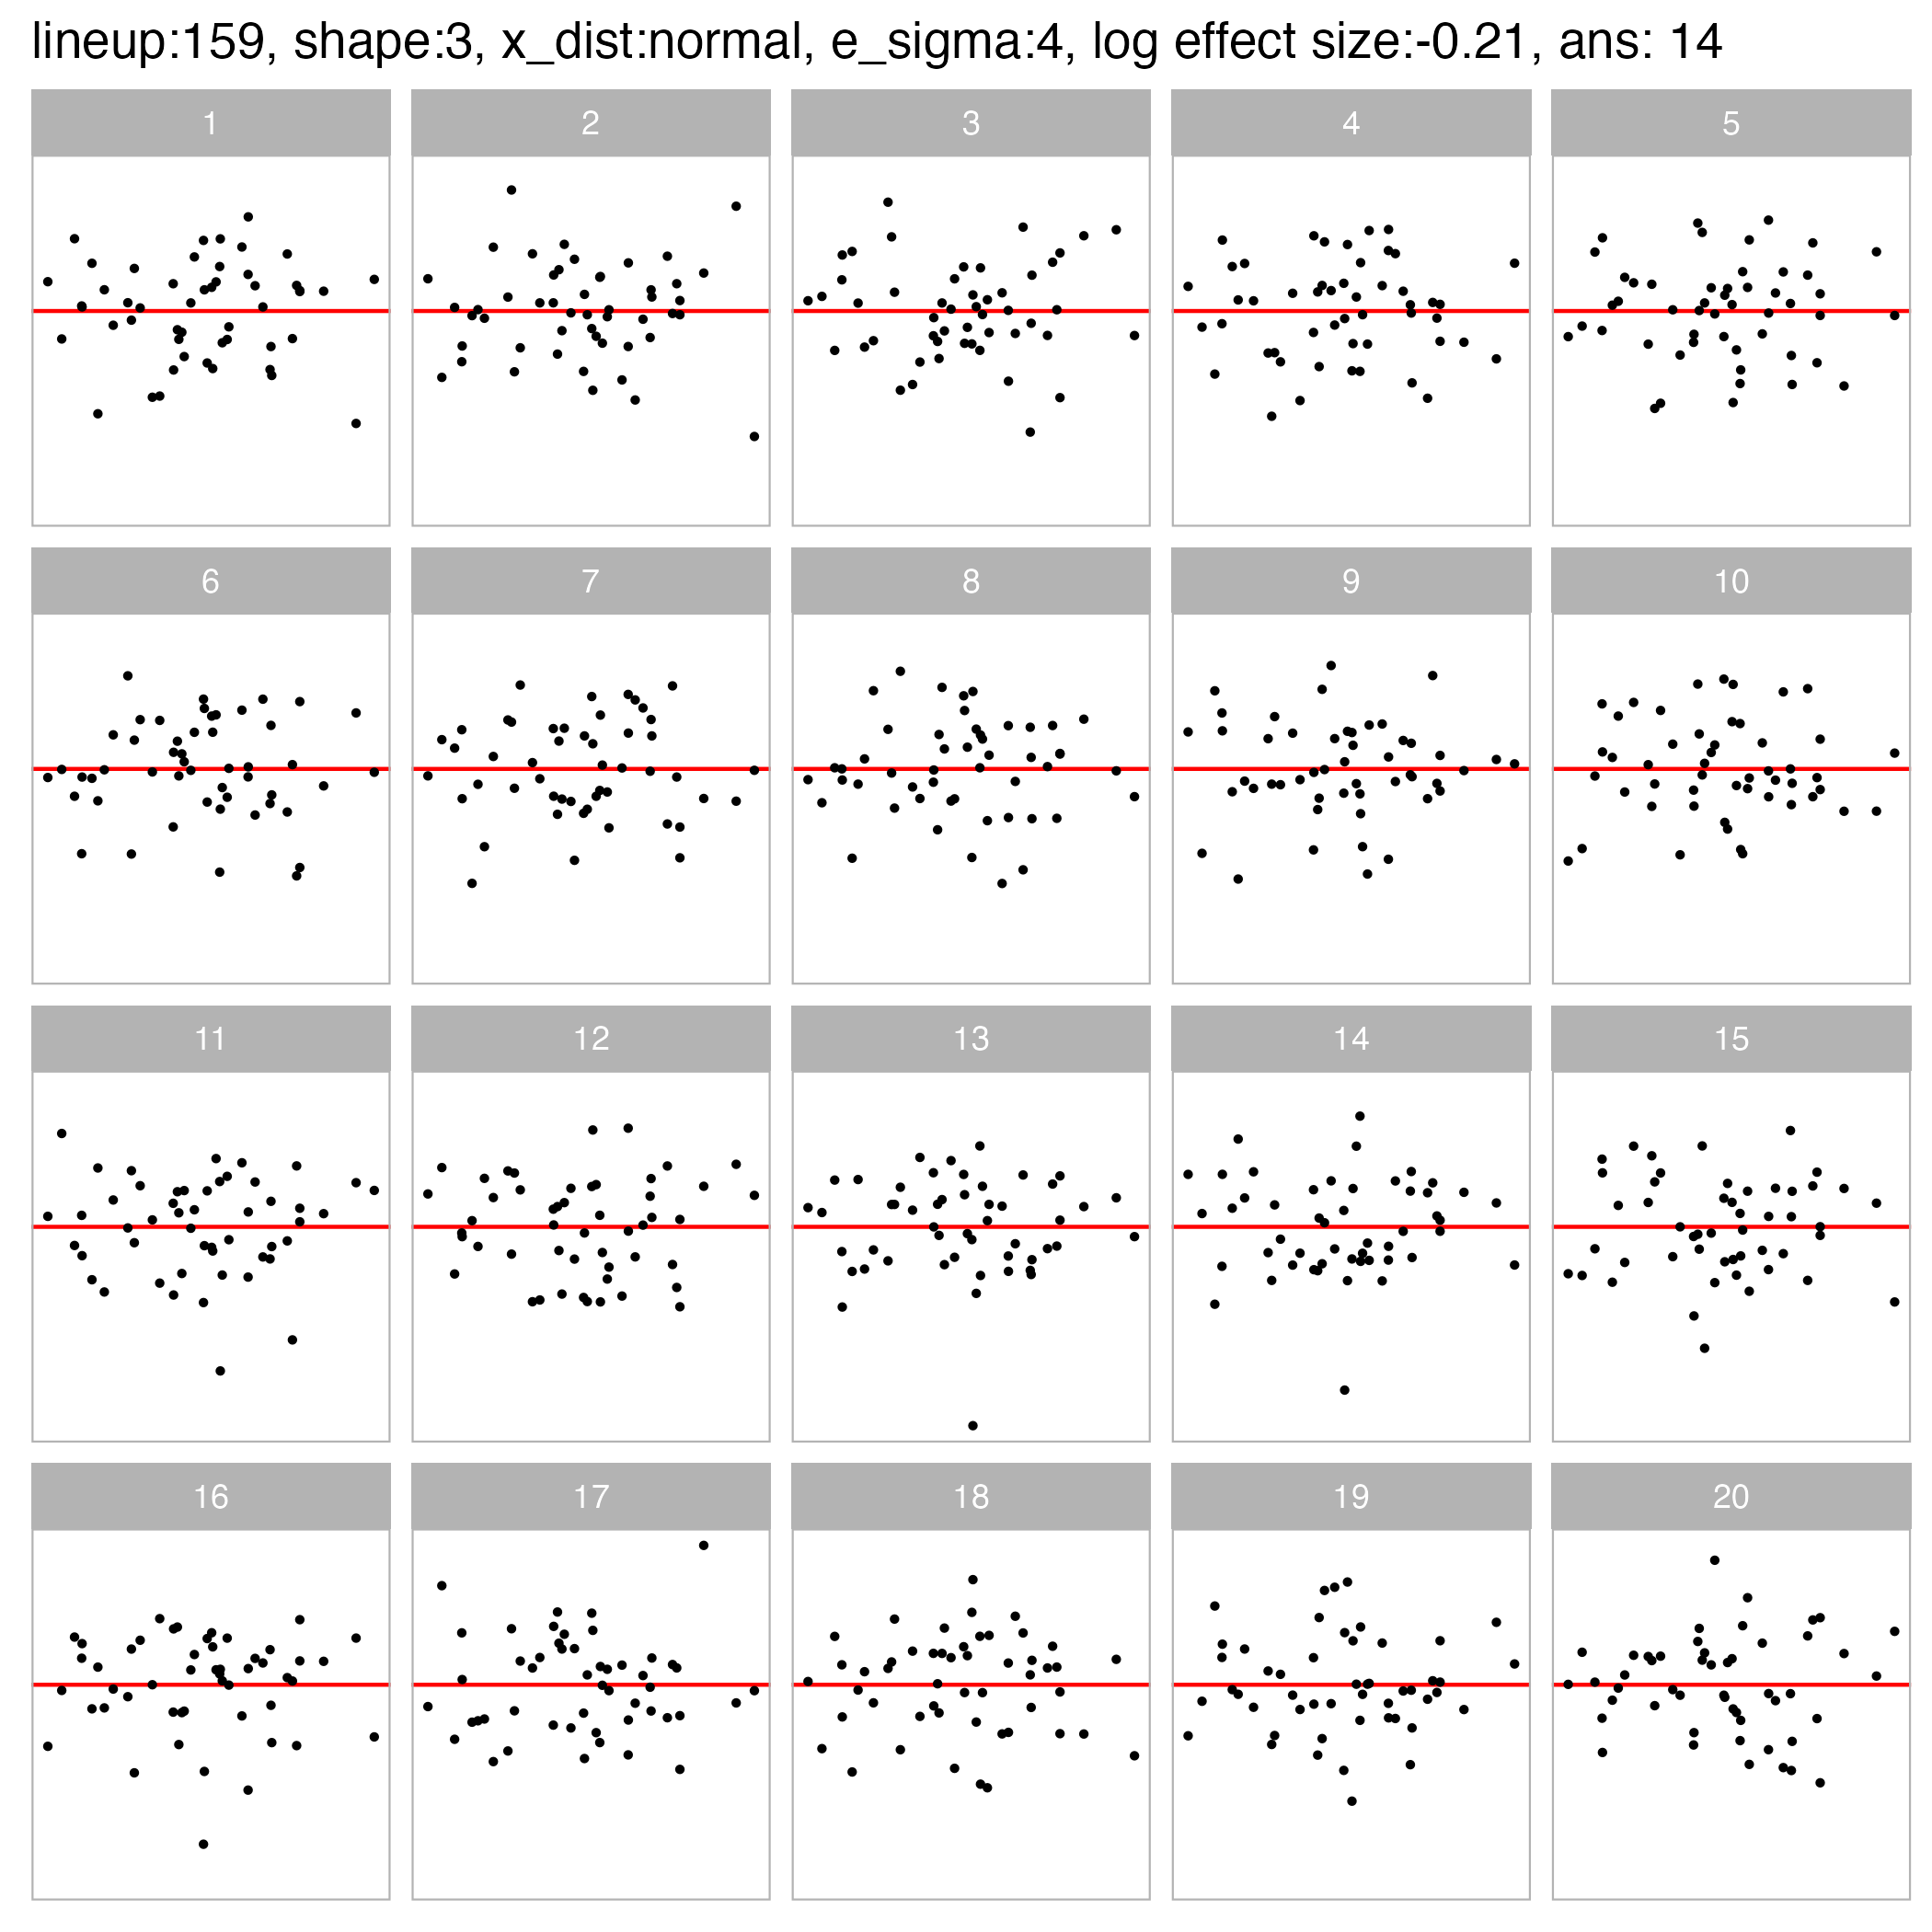 lineup:159, shape:3, x_dist:normal, e_sigma:4, log effect size:-0.21, ans: 14
1 2 3 4 5
6 7 8 9 10
11 12 13 14 15
16 17 18 19 20